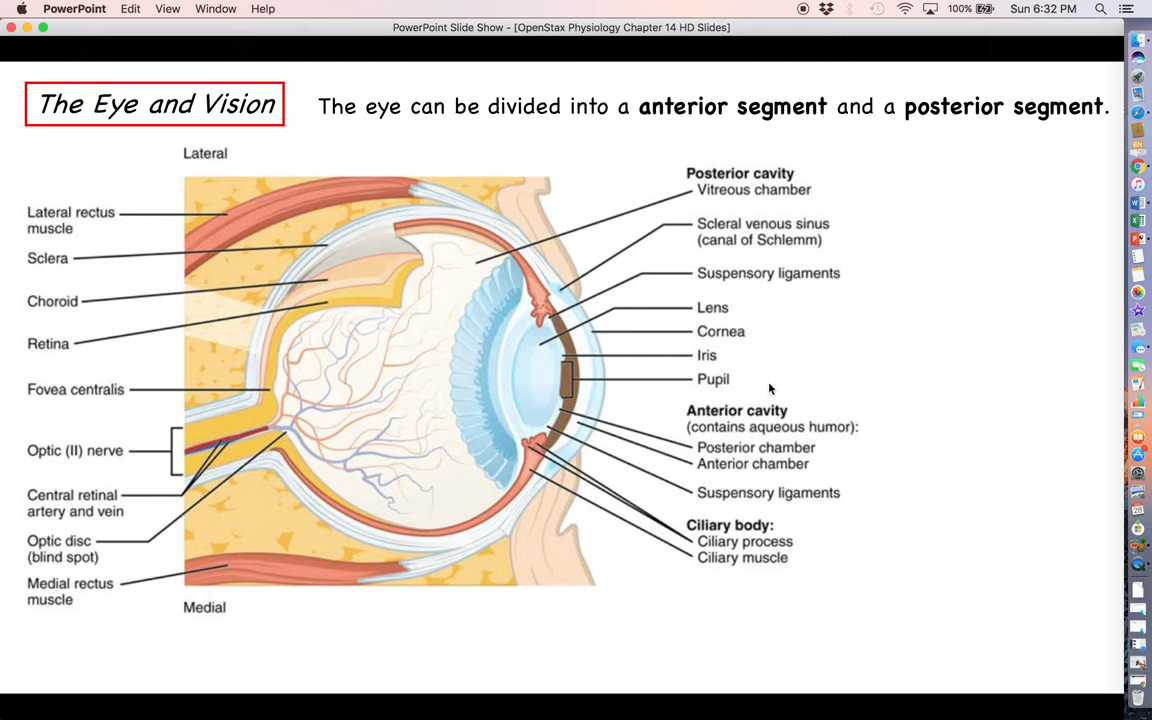 PowerPoint Edit View Window Help 100% Sun 6:32 PM
PowerPoint Slide Show - [OpenStax Physiology Chapter 14 HD Slides]
The Eye and Vision
The eye can be divided into a anterior segment and a posterior segment.
Lateral
Lateral rectus
muscle
Sclera
Choroid
Retina
Fovea centralis
Optic (II) nerve
Central retinal
artery and vein
Optic disc
(blind spot)
Medial rectus
muscle
Medial
Posterior cavity
Vitreous chamber
Scleral venous sinus
(canal of Schlemm)
Suspensory ligaments
Lens
Cornea
Iris
Pupil
Anterior cavity
(contains aqueous humor):
Posterior chamber
Anterior chamber
Suspensory ligaments
Ciliary body:
Ciliary process
Ciliary muscle